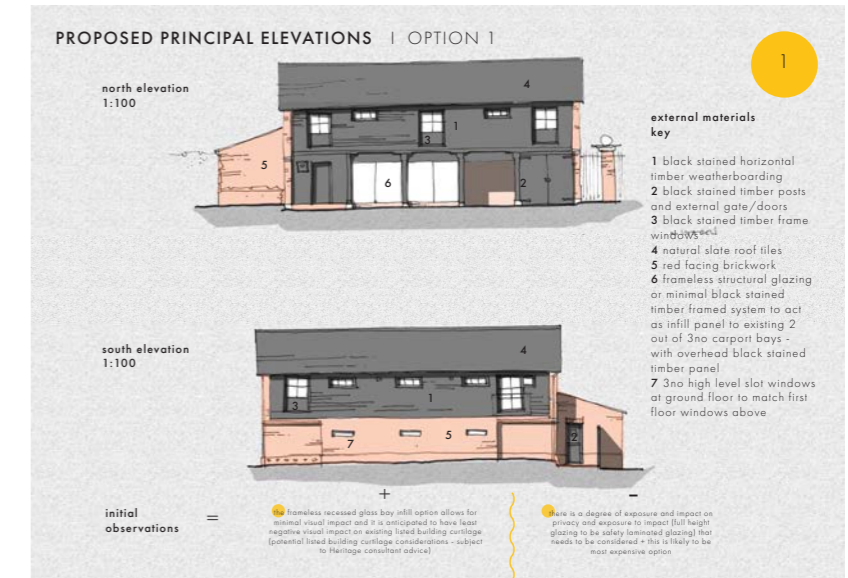 PROPOSED PRINCIPAL ELEVATIONS | OPTION 1
1
north elevation
1:100
4
1
3
5
6
2
external materials
key
1 black stained horizontal
timber weatherboarding
2 black stained timber posts
and external gate/doors
3 black stained timber frame
windows
4 natural slate roof tiles
5 red facing brickwork
6 frameless structural glazing
or minimal black stained
timber framed system to act
as infill panel to existing 2
out of 3no carport bays -
with overhead black stained
timber panel
7 3no high level slot windows
at ground floor to match first
floor windows above
south elevation
1:100
4
3
1
7
5
2
initial
observations
=
+
the frameless recessed glass bay infill option allows for
minimal visual impact and it is anticipated to have least
negative visual impact on existing listed building curtilage
(potential listed building curtilage considerations - subject
to Heritage consultant advice)
-
there is a degree of exposure and impact on
privacy and exposure to impact (full height
glazing to be safety laminated glazing) that
needs to be considered + this is likely to be
most expensive option